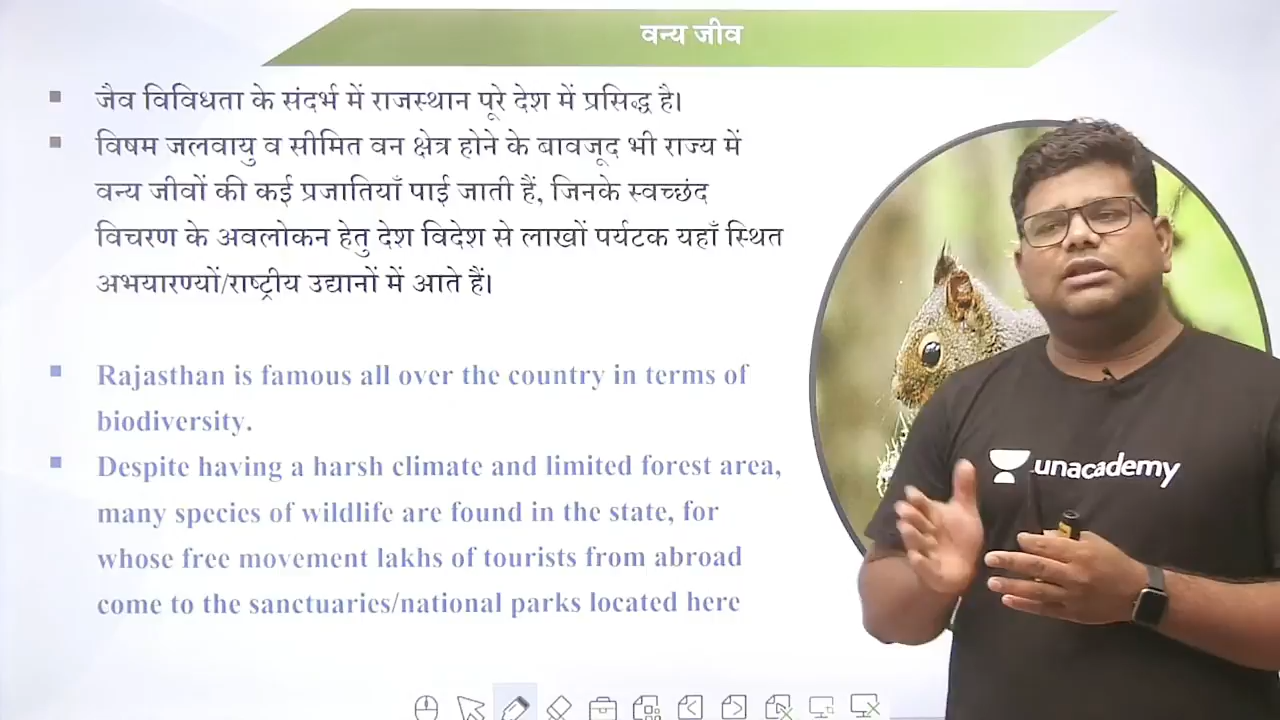 वन्य जीव
जैव विविधता के संदर्भ में राजस्थान पूरे देश में प्रसिद्ध है।
विषम जलवायु व सीमित वन क्षेत्र होने के बावजूद भी राज्य में
वन्य जीवों की कई प्रजातियाँ पाई जाती हैं, जिनके स्वच्छंद
विचरण के अवलोकन हेतु देश विदेश से लाखों पर्यटक यहाँ स्थित
अभयारण्यों/राष्ट्रीय उद्यानों में आते हैं।
Rajasthan is famous all over the country in terms of
biodiversity.
Despite having a harsh climate and limited forest area,
many species of wildlife are found in the state, for
whose free movement lakhs of tourists from abroad
come to the sanctuaries/national parks located here
unacademy